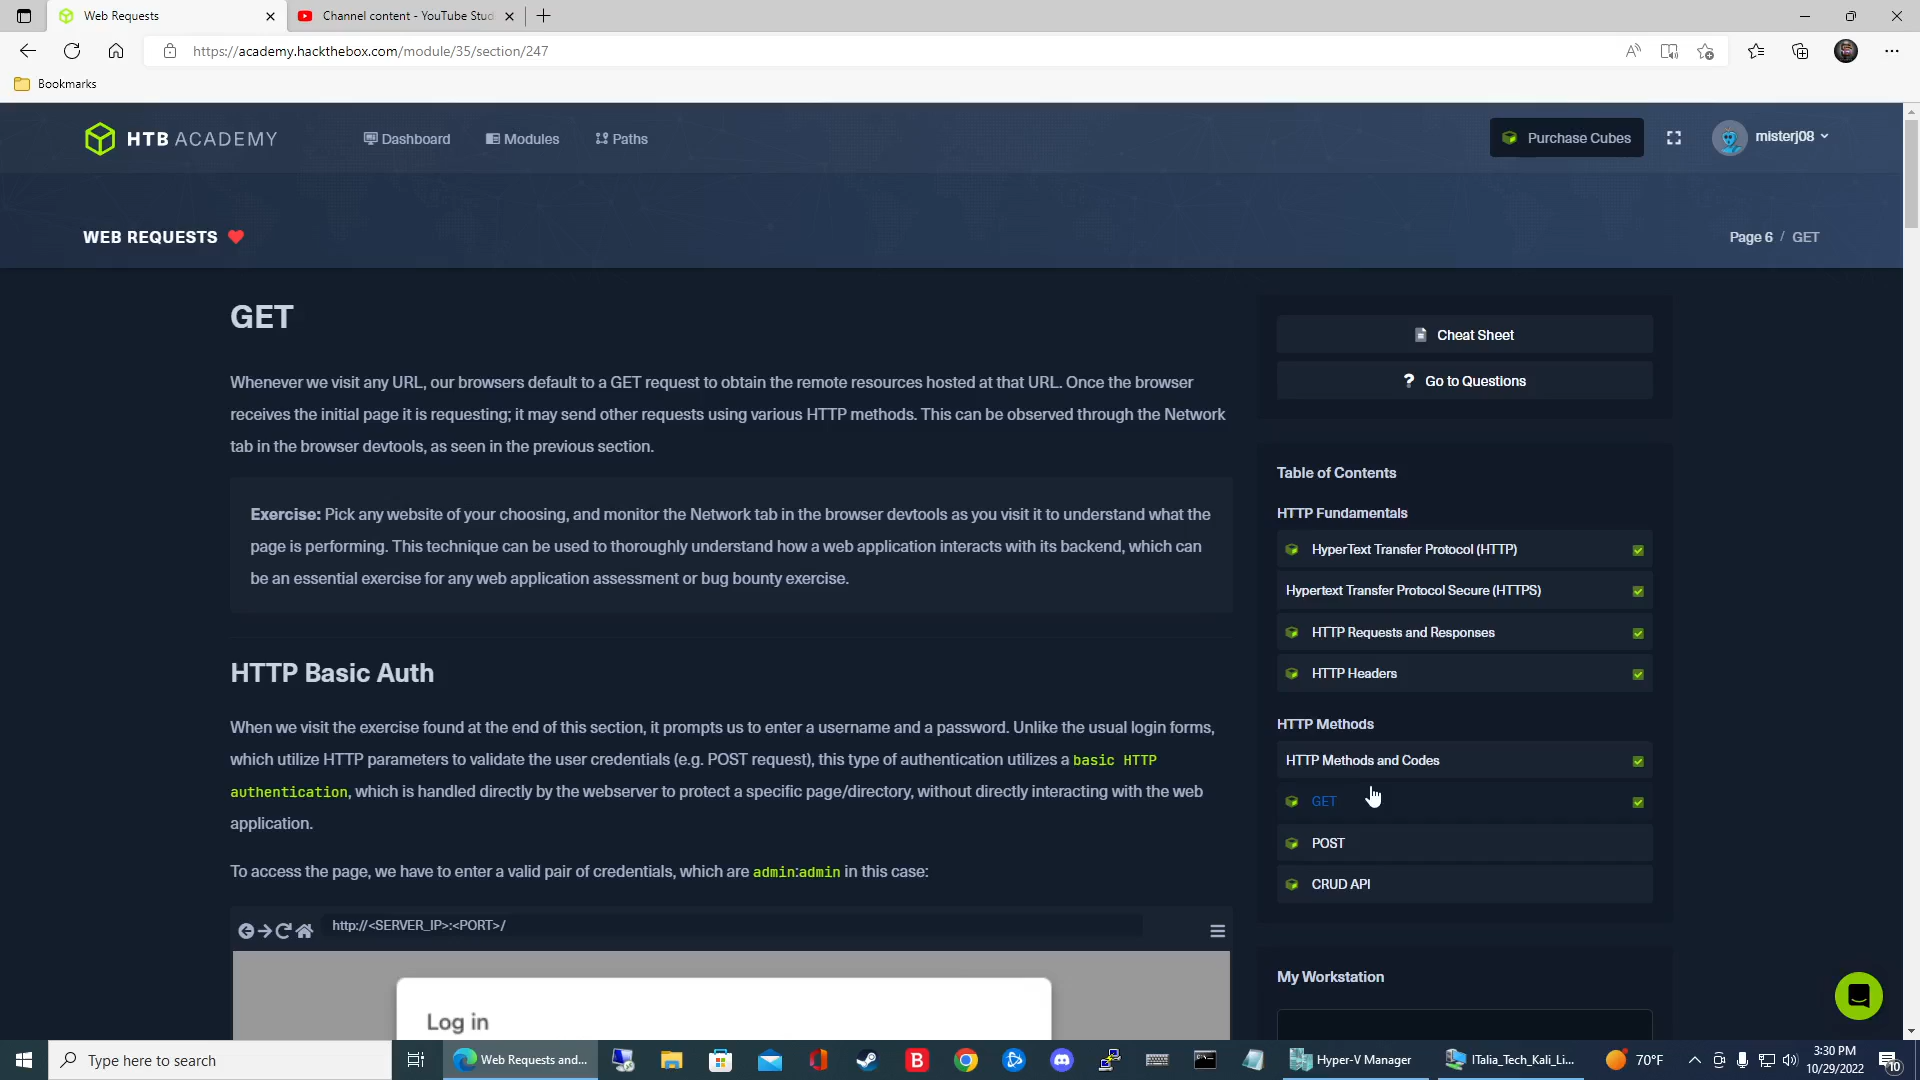 Web Requests
Channel content - YouTube Stud
https://academy.hackthebox.com/module/35/section/247
Bookmarks
HTB ACADEMY
Dashboard
Modules
Paths
Purchase Cubes
misterj08
WEB REQUESTS
Page 6 / GET
GET
Whenever we visit any URL, our browsers default to a GET request to obtain the remote resources hosted at that URL. Once the browser
receives the initial page it is requesting; it may send other requests using various HTTP methods. This can be observed through the Network
tab in the browser devtools, as seen in the previous section.
Exercise: Pick any website of your choosing, and monitor the Network tab in the browser devtools as you visit it to understand what the
page is performing. This technique can be used to thoroughly understand how a web application interacts with its backend, which can
be an essential exercise for any web application assessment or bug bounty exercise.
HTTP Basic Auth
When we visit the exercise found at the end of this section, it prompts us to enter a username and a password. Unlike the usual login forms,
which utilize HTTP parameters to validate the user credentials (e.g. POST request), this type of authentication utilizes a basic HTTP
authentication, which is handled directly by the webserver to protect a specific page/directory, without directly interacting with the web
application.
To access the page, we have to enter a valid pair of credentials, which are admin:admin in this case:
http://<SERVER_IP>:<PORT>/
Log in
Cheat Sheet
? Go to Questions
Table of Contents
HTTP Fundamentals
HyperText Transfer Protocol (HTTP)
Hypertext Transfer Protocol Secure (HTTPS)
HTTP Requests and Responses
HTTP Headers
HTTP Methods
HTTP Methods and Codes
GET
POST
CRUD API
My Workstation
Type here to search
Web Requests and...
Hyper-V Manager
ITalia_Tech_Kali_Li...
70°F
3:30 PM
10/29/2022
10